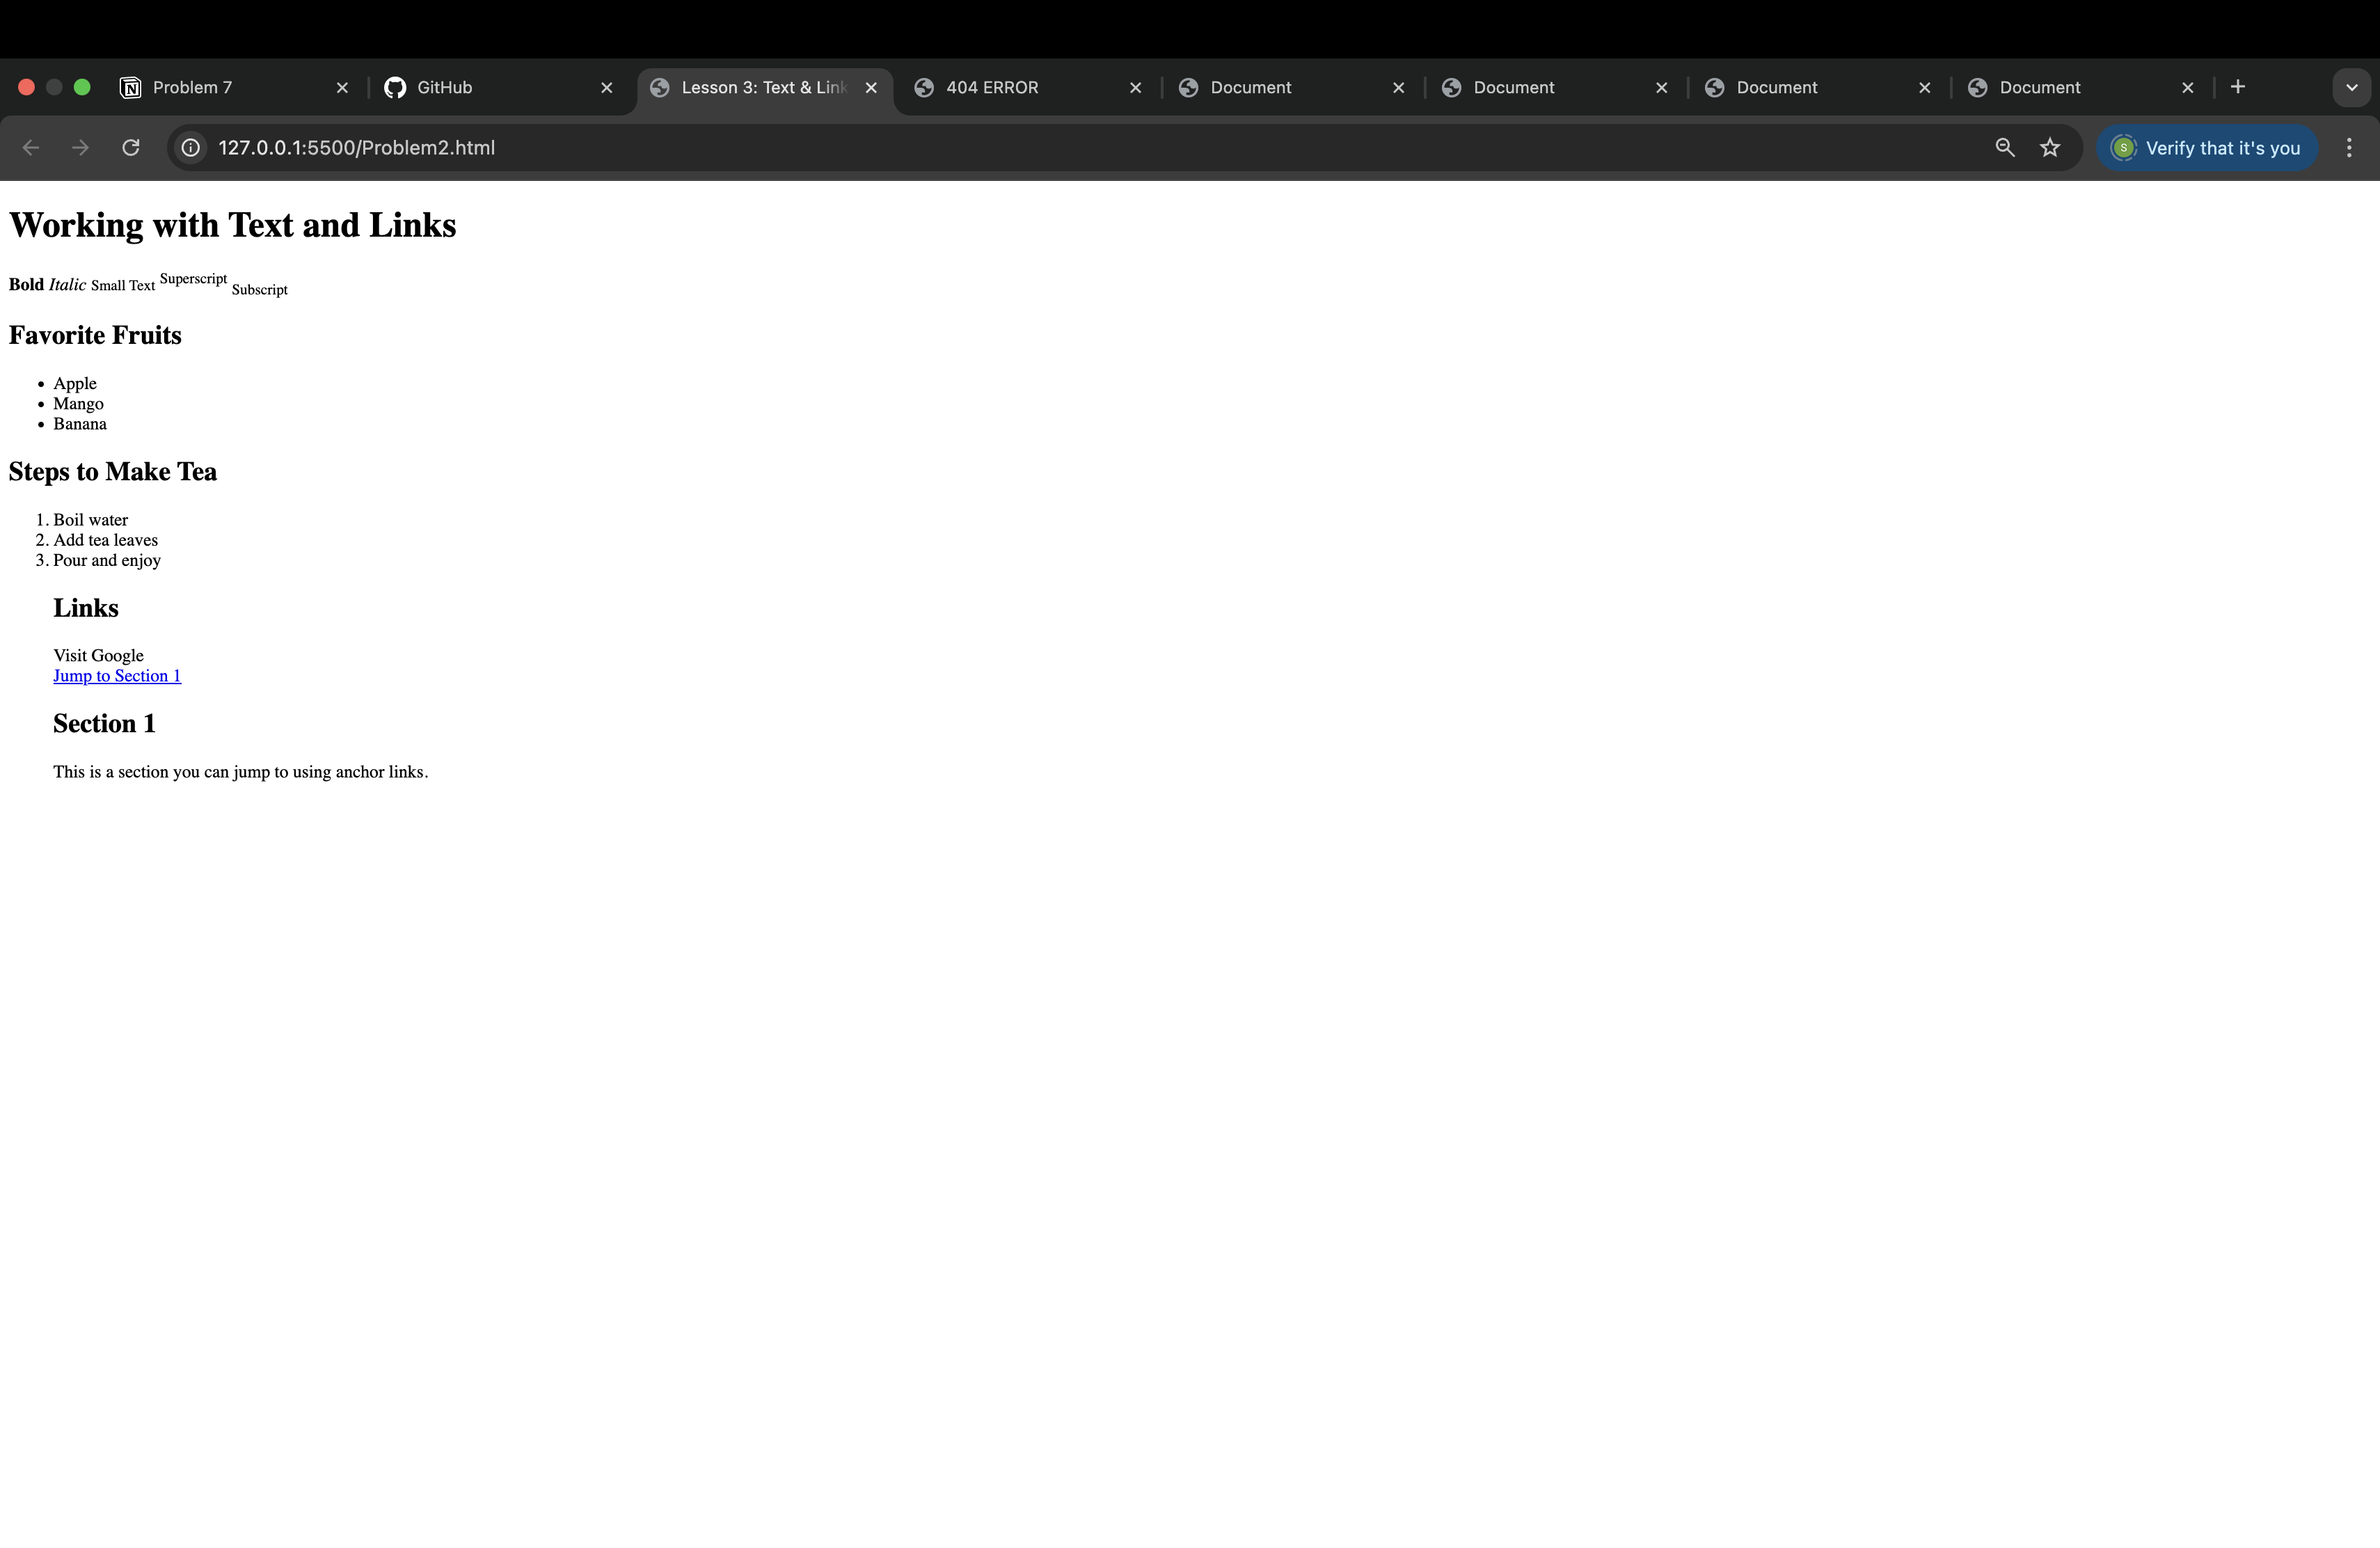 Problem 7
GitHub
Lesson 3: Text & Link
404 ERROR
Document
Document
Document
Document
127.0.0.1:5500/Problem2.html
S
Verify that it's you
Working with Text and Links
Bold Italic Small Text Superscript Subscript
Favorite Fruits
• Apple
• Mango
• Banana
Steps to Make Tea
1. Boil water
2. Add tea leaves
3. Pour and enjoy
Links
Visit Google
Jump to Section 1
Section 1
This is a section you can jump to using anchor links.